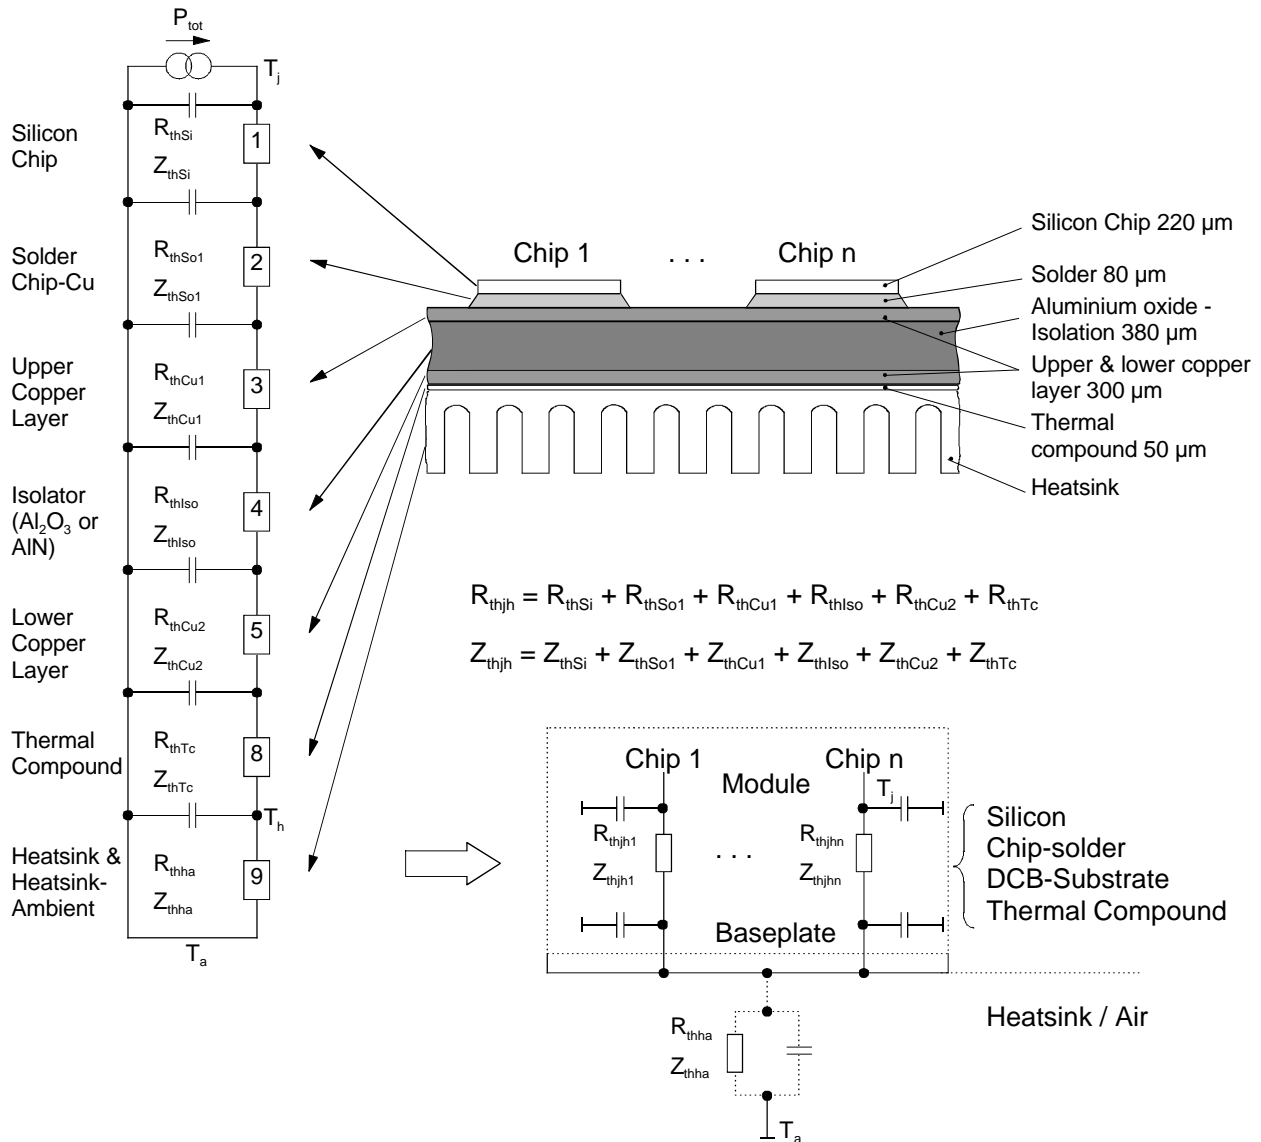 P_tot
T_j
Silicon
Chip
R_thSi
Z_thSi
1
Solder
Chip-Cu
R_thSo1
Z_thSo1
2
Upper
Copper
Layer
R_thCu1
Z_thCu1
3
Isolator
(Al₂O₃ or
AlN)
R_thIso
Z_thIso
4
Lower
Copper
Layer
R_thCu2
Z_thCu2
5
Thermal
Compound
R_thTc
Z_thTc
8
T_h
Heatsink &
Heatsink-
Ambient
R_thha
Z_thha
9
T_a
Chip 1
. . .
Chip n
Silicon Chip 220 µm
Solder 80 µm
Aluminium oxide -
Isolation 380 µm
Upper & lower copper
layer 300 µm
Thermal
compound 50 µm
Heatsink
R_thjh = R_thSi + R_thSo1 + R_thCu1 + R_thIso + R_thCu2 + R_thTc
Z_thjh = Z_thSi + Z_thSo1 + Z_thCu1 + Z_thIso + Z_thCu2 + Z_thTc
Chip 1
Chip n
Module
T_j
R_thjh1
Z_thjh1
. . .
R_thjhn
Z_thjhn
Baseplate
Silicon
Chip-solder
DCB-Substrate
Thermal Compound
Heatsink / Air
R_thha
Z_thha
T_a